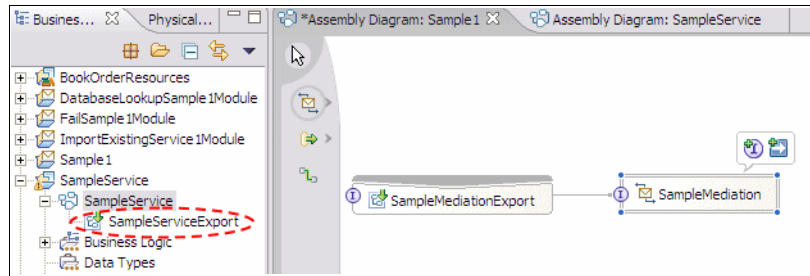 Busines...
Physical...
*Assembly Diagram: Sample1
Assembly Diagram: SampleService
BookOrderResources
DatabaseLookupSample1Module
FailSample1Module
ImportExistingService1Module
Sample1
SampleService
SampleService
SampleServiceExport
Business Logic
Data Types
SampleMediationExport
SampleMediation